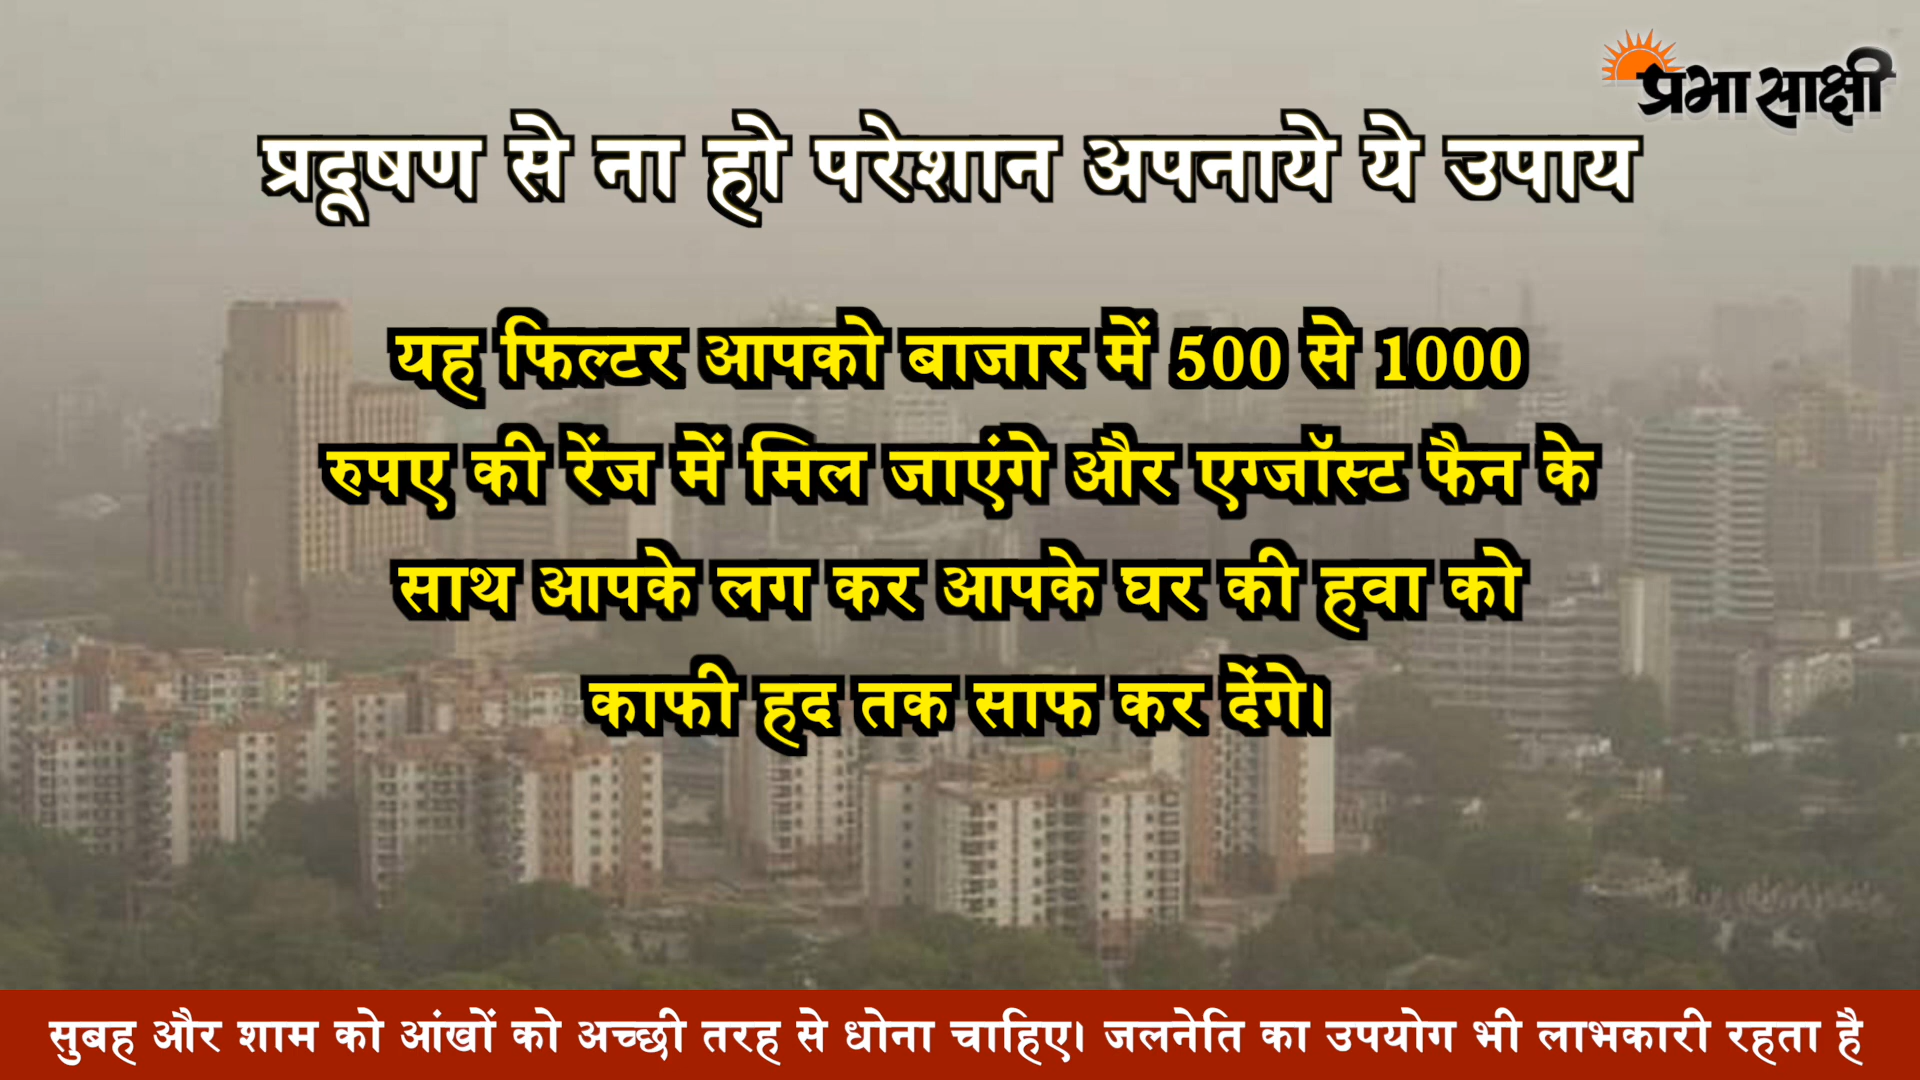 प्रभासाक्षी
प्रदूषण से ना हो परेशान अपनाये ये उपाय
यह फिल्टर आपको बाजार में 500 से 1000
रुपए की रेंज में मिल जाएंगे और एग्जॉस्ट फैन के
साथ आपके लग कर आपके घर की हवा को
काफी हद तक साफ कर देंगे।
सुबह और शाम को आंखों को अच्छी तरह से धोना चाहिए। जलनेति का उपयोग भी लाभकारी रहता है